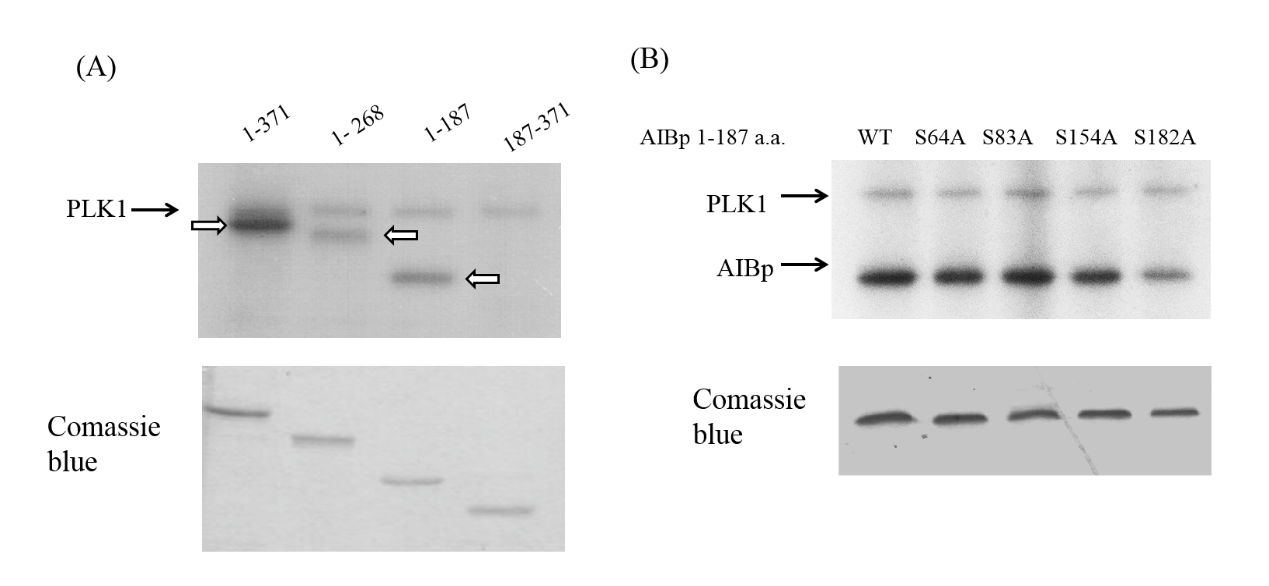 (A)
1-371
1- 268
1-187
187-371
PLK1
Comassie
blue
(B)
AIBp 1-187 a.a.
WT S64A S83A S154A S182A
PLK1
AIBp
Comassie
blue